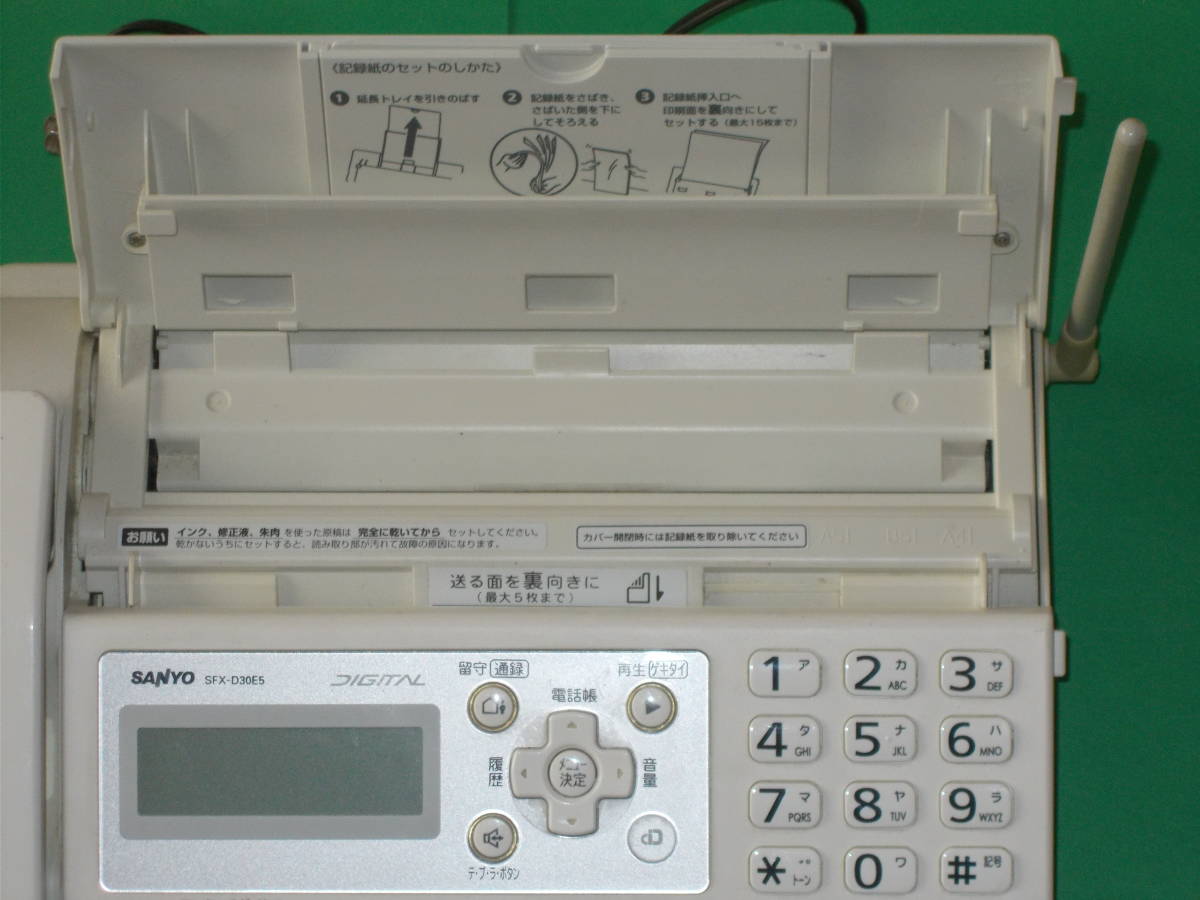 〈記録紙のセットのしかた〉
1 延長トレイを引きのばす
2 記録紙をさばき、
さばいた側を下に
してそろえる
3 記録紙挿入口へ
印刷面を裏向きにして
セットする（最大15枚まで）
お願い インク、修正液、朱肉 を使った原稿は 完全に乾いてから セットしてください。
乾かないうちにセットすると、読み取り部が汚れて故障の原因になります。
カバー開閉時には記録紙を取り除いてください
A5 B5 A4
送る面を裏向きに
（最大5枚まで）
SANYO SFX-D30E5 DIGITAL
留守 通録
再生 ゲキタイ
電話帳
履歴
メニュー
決定
音量
テ・ブ・ラ・ボタン
1 ア
2 カ ABC
3 サ DEF
4 タ GHI
5 ナ JKL
6 ハ MNO
7 マ PQRS
8 ヤ TUV
9 ラ WXYZ
* ゛゜ トーン
0 ワ
# 記号